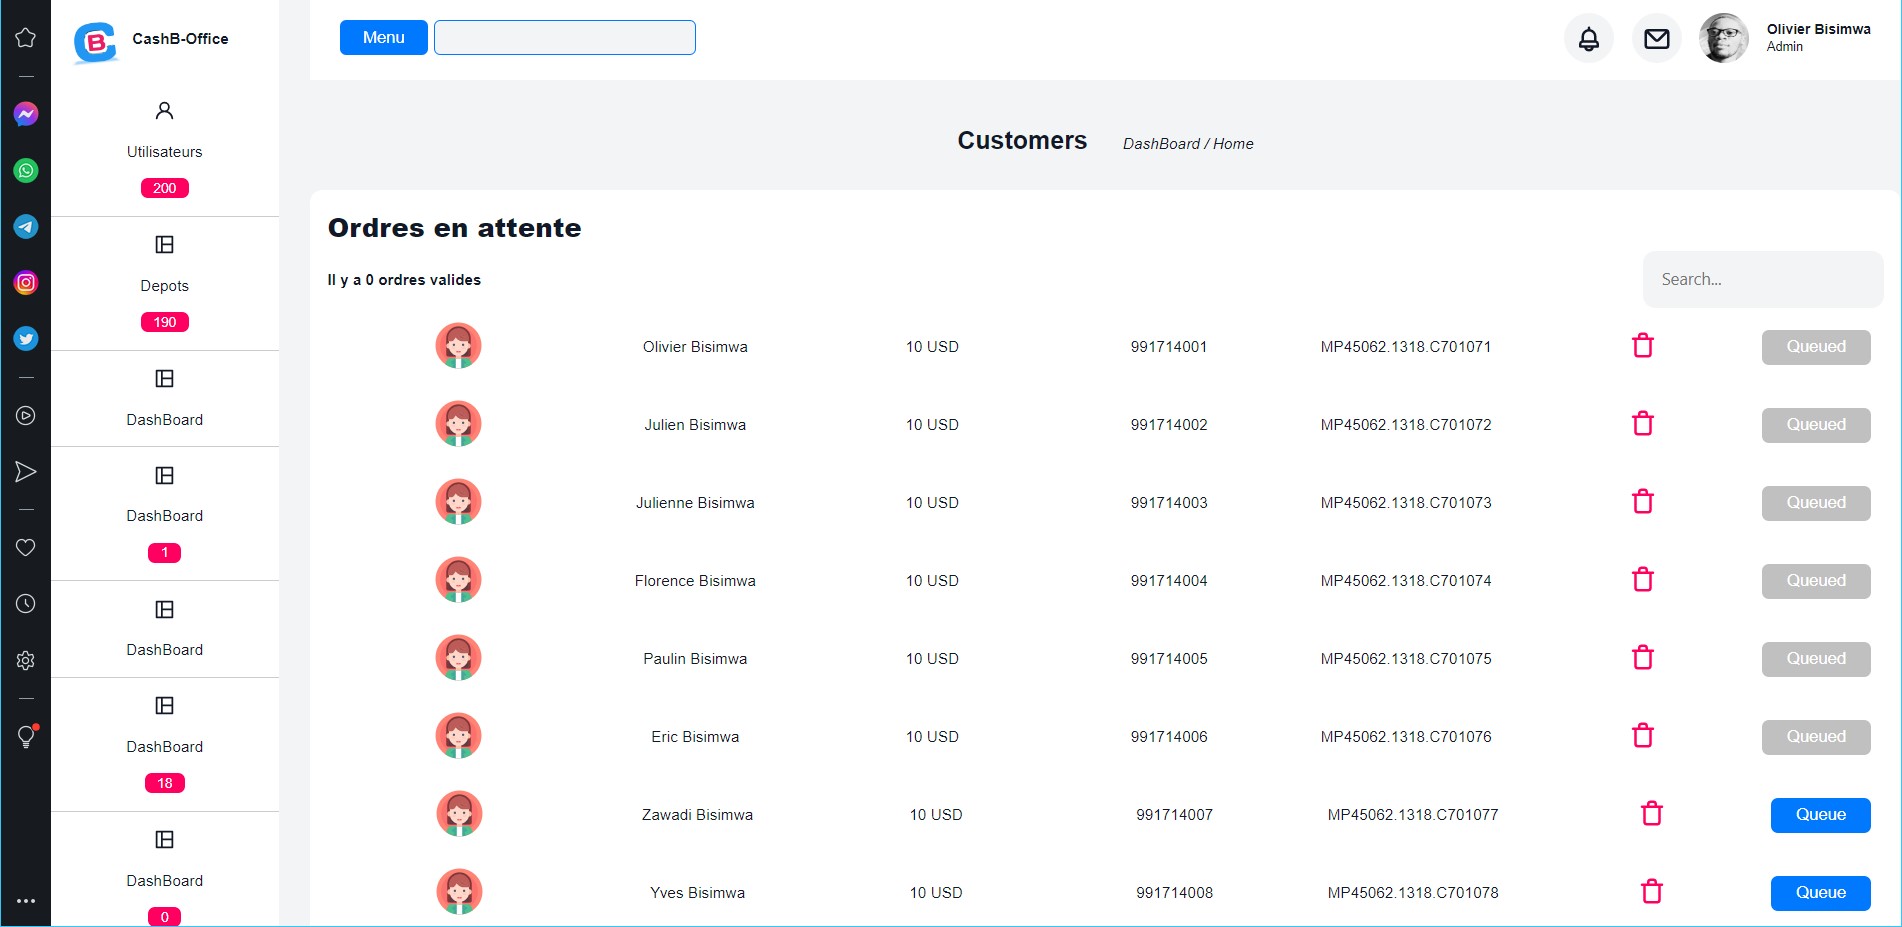 CashB-Office
Menu
Olivier Bisimwa
Admin
Utilisateurs
200
Depots
190
DashBoard
DashBoard
1
DashBoard
DashBoard
18
DashBoard
0
Customers DashBoard / Home
Ordres en attente
Il y a 0 ordres valides
Search...
Olivier Bisimwa 10 USD 991714001 MP45062.1318.C701071 Queued
Julien Bisimwa 10 USD 991714002 MP45062.1318.C701072 Queued
Julienne Bisimwa 10 USD 991714003 MP45062.1318.C701073 Queued
Florence Bisimwa 10 USD 991714004 MP45062.1318.C701074 Queued
Paulin Bisimwa 10 USD 991714005 MP45062.1318.C701075 Queued
Eric Bisimwa 10 USD 991714006 MP45062.1318.C701076 Queued
Zawadi Bisimwa 10 USD 991714007 MP45062.1318.C701077 Queue
Yves Bisimwa 10 USD 991714008 MP45062.1318.C701078 Queue